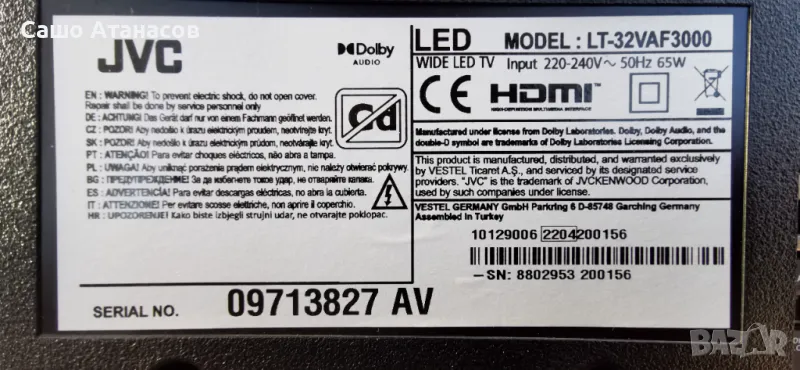 Сашо Атанасов
JVC
Dolby
AUDIO
EN : WARNING! To prevent electric shock, do not open cover.
Repair shall be done by service personnel only!
DE : ACHTUNG! Das Gerät darf nur von einem Fachmann geöffnet werden.
CZ : POZOR! Aby nedošlo k úrazu elektrickým proudem, neotvírejte kryt.
SK : POZOR! Aby nedošlo k úrazu elektrickým prúdom, neotvárajte kryt.
PT : ATENÇÃO! Para evitar choques eléctricos, não abra a tampa.
PL : UWAGA! Aby uniknąć porażenia elektrycznym, nie należy otwierać pokrywy.
BG : ПРЕДУПРЕЖДЕНИЕ! За да избегнете токов удар, не отваряйте капака.
ES : ADVERTENCIA! Para evitar descargas eléctricas, no abra la cubierta.
IT : ATTENZIONE! Per evitare scosse elettriche, non aprire il coperchio.
HR : UPOZORENJE! Kako biste izbjegli strujni udar, ne otvarajte poklopac.
Cd
SERIAL NO. 09713827 AV
LED MODEL : LT-32VAF3000
WIDE LED TV Input 220-240V~ 50Hz 65W
CE HDMI
HIGH-DEFINITION MULTIMEDIA INTERFACE
Manufactured under license from Dolby Laboratories. Dolby, Dolby Audio, and the
double-D symbol are trademarks of Dolby Laboratories Licensing Corporation.
This product is manufactured, distributed, and warranted exclusively
by VESTEL Ticaret A.Ş., and serviced by its designated service
providers. "JVC" is the trademark of JVCKENWOOD Corporation,
used by such companies under license.
VESTEL GERMANY GmbH Parkring 6 D-85748 Garching Germany
Assembled in Turkey
10129006 2204200156
-SN: 8802953 200156
BAZAR